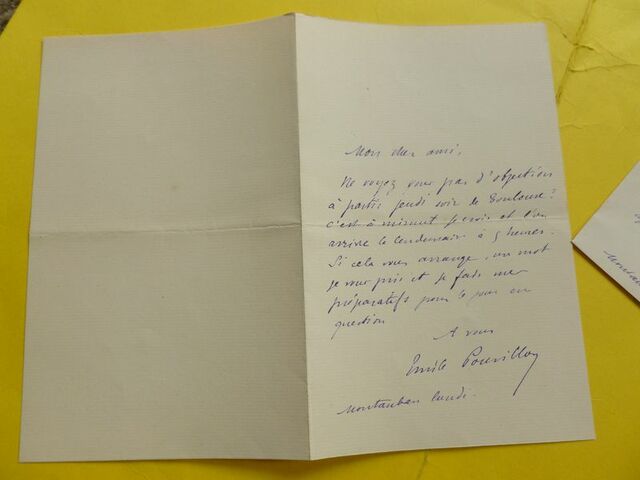 Mon cher ami,
Ne voyez vous pas d'objection
à partir jeudi soir de Toulouse ?
c'est à minuit je crois et l'on
arrive le lendemain à 9 heures.
Si cela vous arrange, un mot
je vous prie et je fais mes
préparatifs pour le jour en
question
A vous
Emile Pouvillon
Montauban lundi.